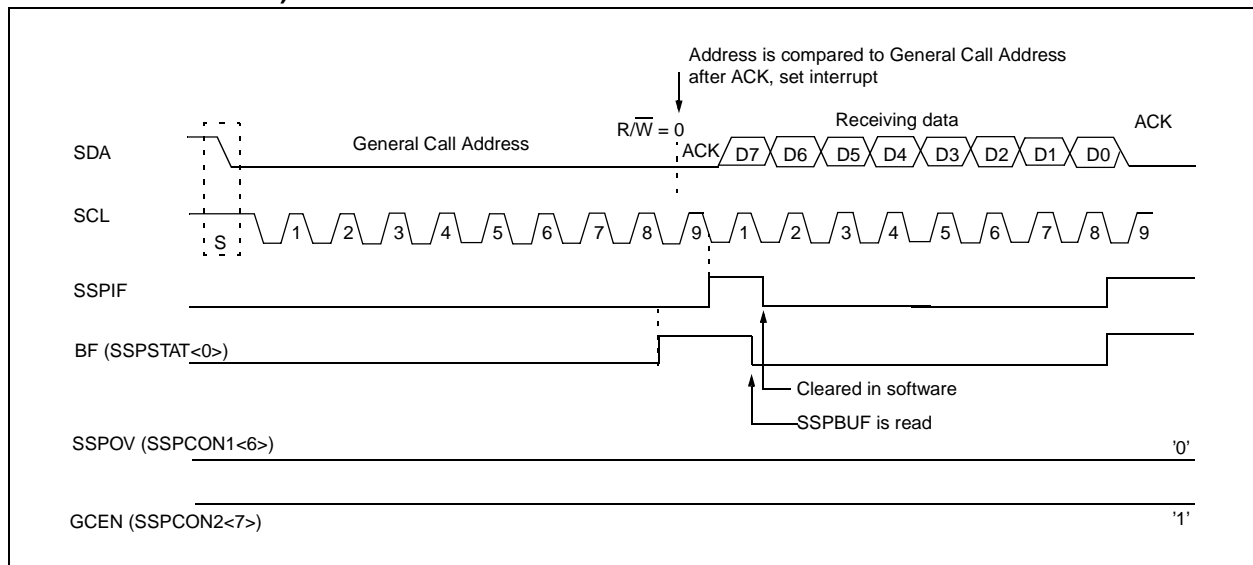 Address is compared to General Call Address
after ACK, set interrupt
SDA
General Call Address
R/W̅ = 0
ACK
Receiving data
D7 D6 D5 D4 D3 D2 D1 D0
ACK
SCL
S
1 2 3 4 5 6 7 8 9 1 2 3 4 5 6 7 8 9
SSPIF
BF (SSPSTAT<0>)
Cleared in software
SSPBUF is read
SSPOV (SSPCON1<6>)
'0'
GCEN (SSPCON2<7>)
'1'